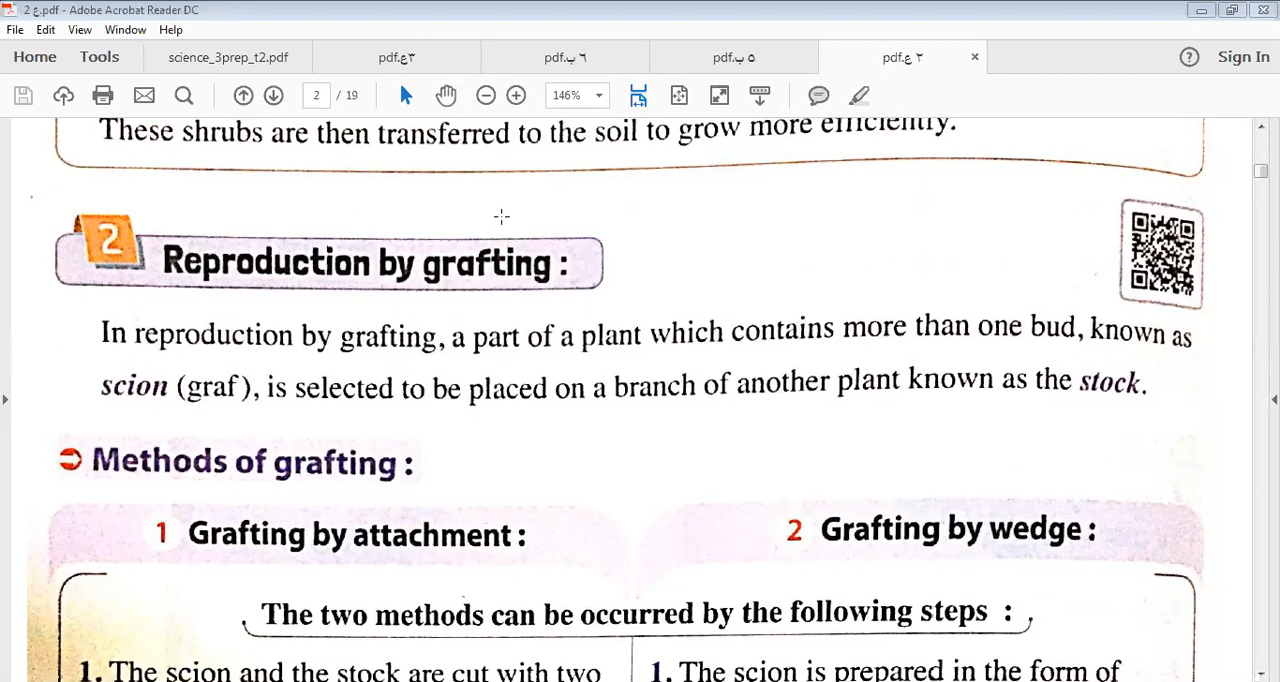 2 ع.pdf - Adobe Acrobat Reader DC
File Edit View Window Help
Home Tools science_3prep_t2.pdf ٣ع.pdf ٦ ب.pdf ٥ ب.pdf ٢ ع.pdf × ? Sign In
2 / 19 146%
These shrubs are then transferred to the soil to grow more efficiently.
2 Reproduction by grafting :
In reproduction by grafting, a part of a plant which contains more than one bud, known as
scion (graf), is selected to be placed on a branch of another plant known as the stock.
Methods of grafting :
1 Grafting by attachment :
2 Grafting by wedge :
The two methods can be occurred by the following steps :
1. The scion and the stock are cut with two
1. The scion is prepared in the form of